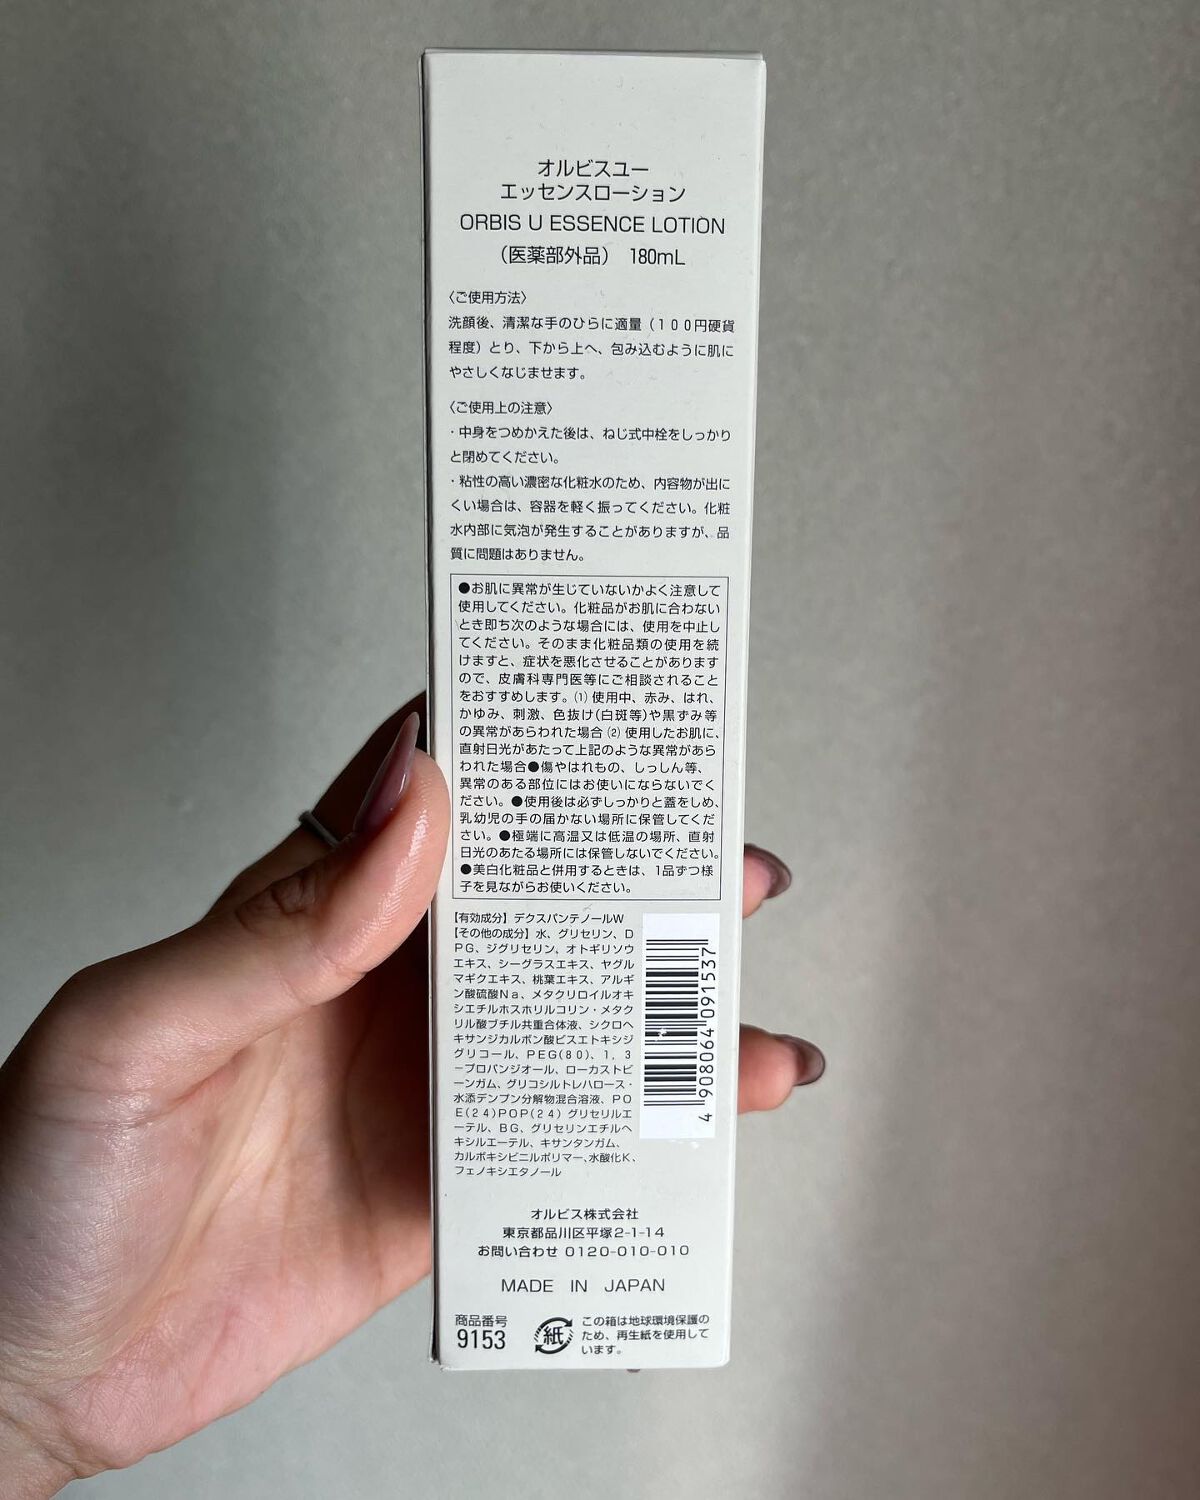 オルビスユー
エッセンスローション
ORBIS U ESSENCE LOTION
（医薬部外品） 180mL
〈ご使用方法〉
洗顔後、清潔な手のひらに適量（100円硬貨
程度）とり、下から上へ、包み込むように肌に
やさしくなじませます。
〈ご使用上の注意〉
・中身をつめかえた後は、ねじ式中栓をしっかり
と閉めてください。
・粘性の高い濃密な化粧水のため、内容物が出に
くい場合は、容器を軽く振ってください。化粧
水内部に気泡が発生することがありますが、品
質に問題はありません。
●お肌に異常が生じていないかよく注意して
使用してください。化粧品がお肌に合わない
とき即ち次のような場合には、使用を中止し
てください。そのまま化粧品類の使用を続
けますと、症状を悪化させることがあります
ので、皮膚科専門医等にご相談されること
をおすすめします。(1)使用中、赤み、はれ、
かゆみ、刺激、色抜け(白斑等)や黒ずみ等
の異常があらわれた場合(2)使用したお肌に、
直射日光があたって上記のような異常があら
われた場合●傷やはれもの、しっしん等、
異常のある部位にはお使いにならないでく
ださい。●使用後は必ずしっかりと蓋をしめ、
乳幼児の手の届かない場所に保管してくだ
さい。●極端に高温又は低温の場所、直射
日光のあたる場所には保管しないでください。
●美白化粧品と併用するときは、1品ずつ様
子を見ながらお使いください。
【有効成分】デクスパンテノールW
【その他の成分】水、グリセリン、D
PG、ジグリセリン、オトギリソウ
エキス、シーグラスエキス、ヤグル
マギクエキス、桃葉エキス、アルギ
ン酸硫酸Na、メタクリロイルオキ
シエチルホスホリルコリン・メタク
リル酸ブチル共重合体液、シクロヘ
キサンジカルボン酸ビスエトキシジ
グリコール、PEG(80)、1,3
－プロパンジオール、ローカストビ
ーンガム、グリコシルトレハロース・
水添デンプン分解物混合溶液、PO
E(24)POP(24)グリセリルエ
ーテル、BG、グリセリンエチルヘ
キシルエーテル、キサンタンガム、
カルボキシビニルポリマー、水酸化K、
フェノキシエタノール
4 908064 091537
オルビス株式会社
東京都品川区平塚2-1-14
お問い合わせ 0120-010-010
MADE IN JAPAN
商品番号
9153
紙
この箱は地球環境保護の
ため、再生紙を使用して
います。